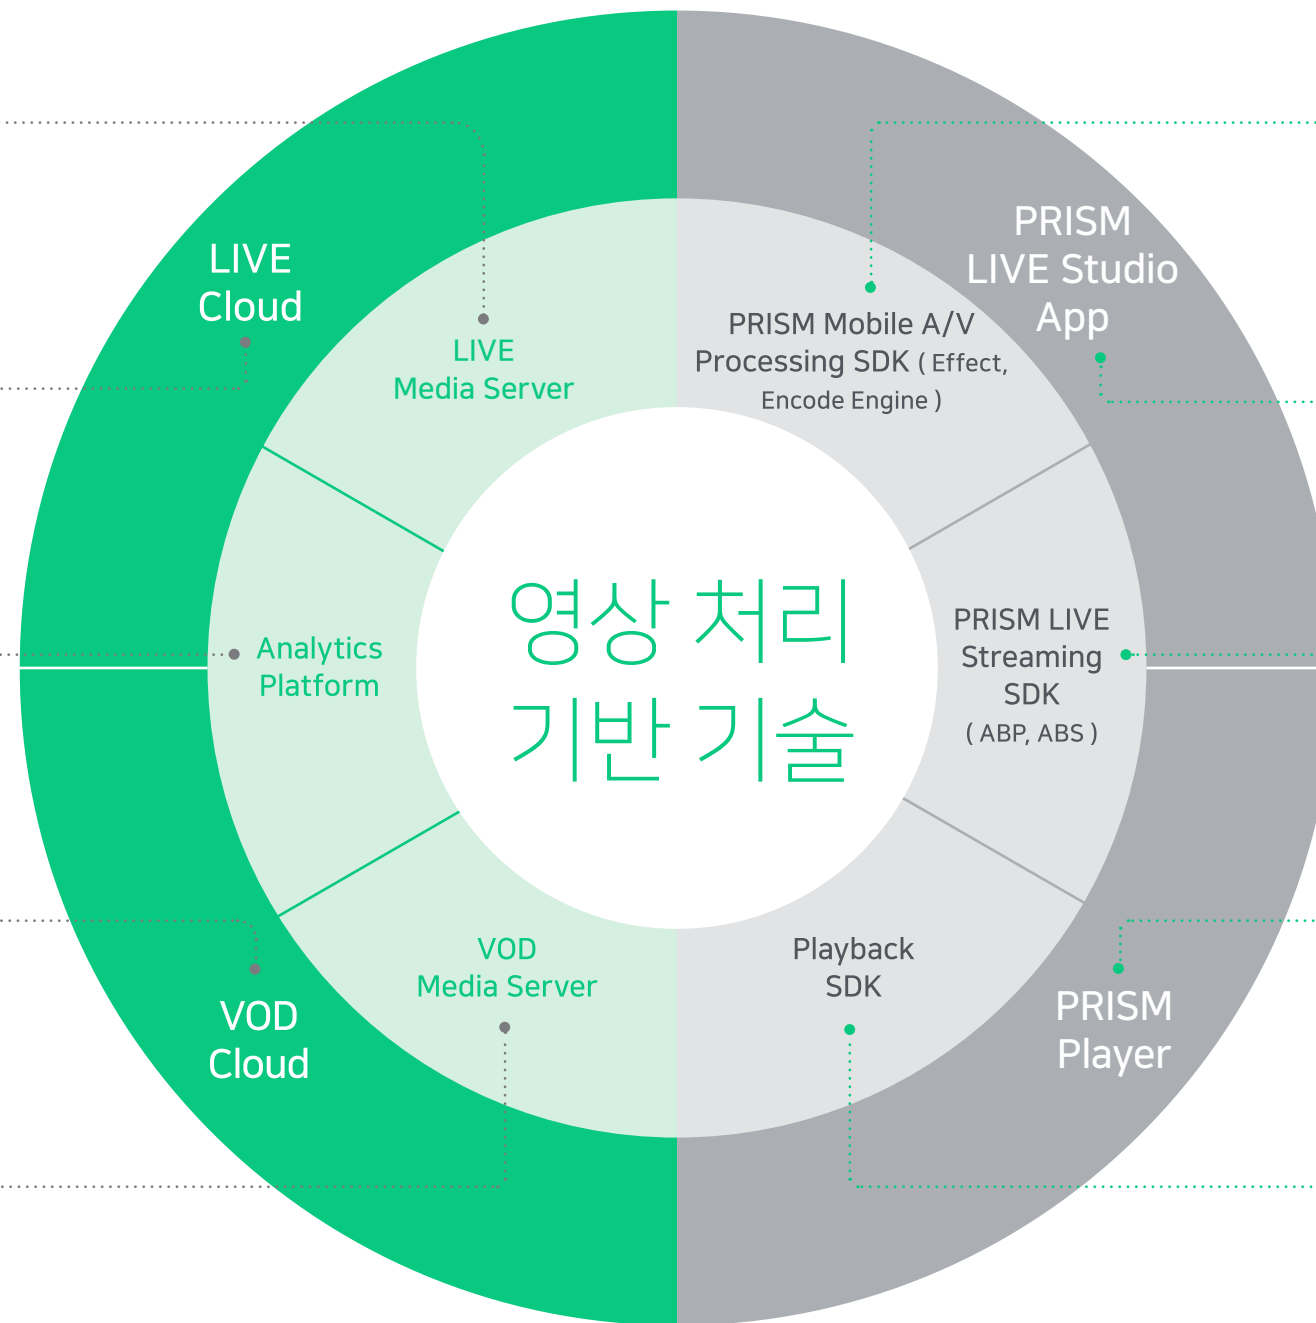 PRISM
LIVE Studio
App
LIVE
Cloud
PRISM Mobile A/V
Processing SDK ( Effect,
Encode Engine )
LIVE
Media Server
영상 처리
기반 기술
PRISM LIVE
Streaming
SDK
( ABP, ABS )
Analytics
Platform
VOD
Media Server
Playback
SDK
VOD
Cloud
PRISM
Player